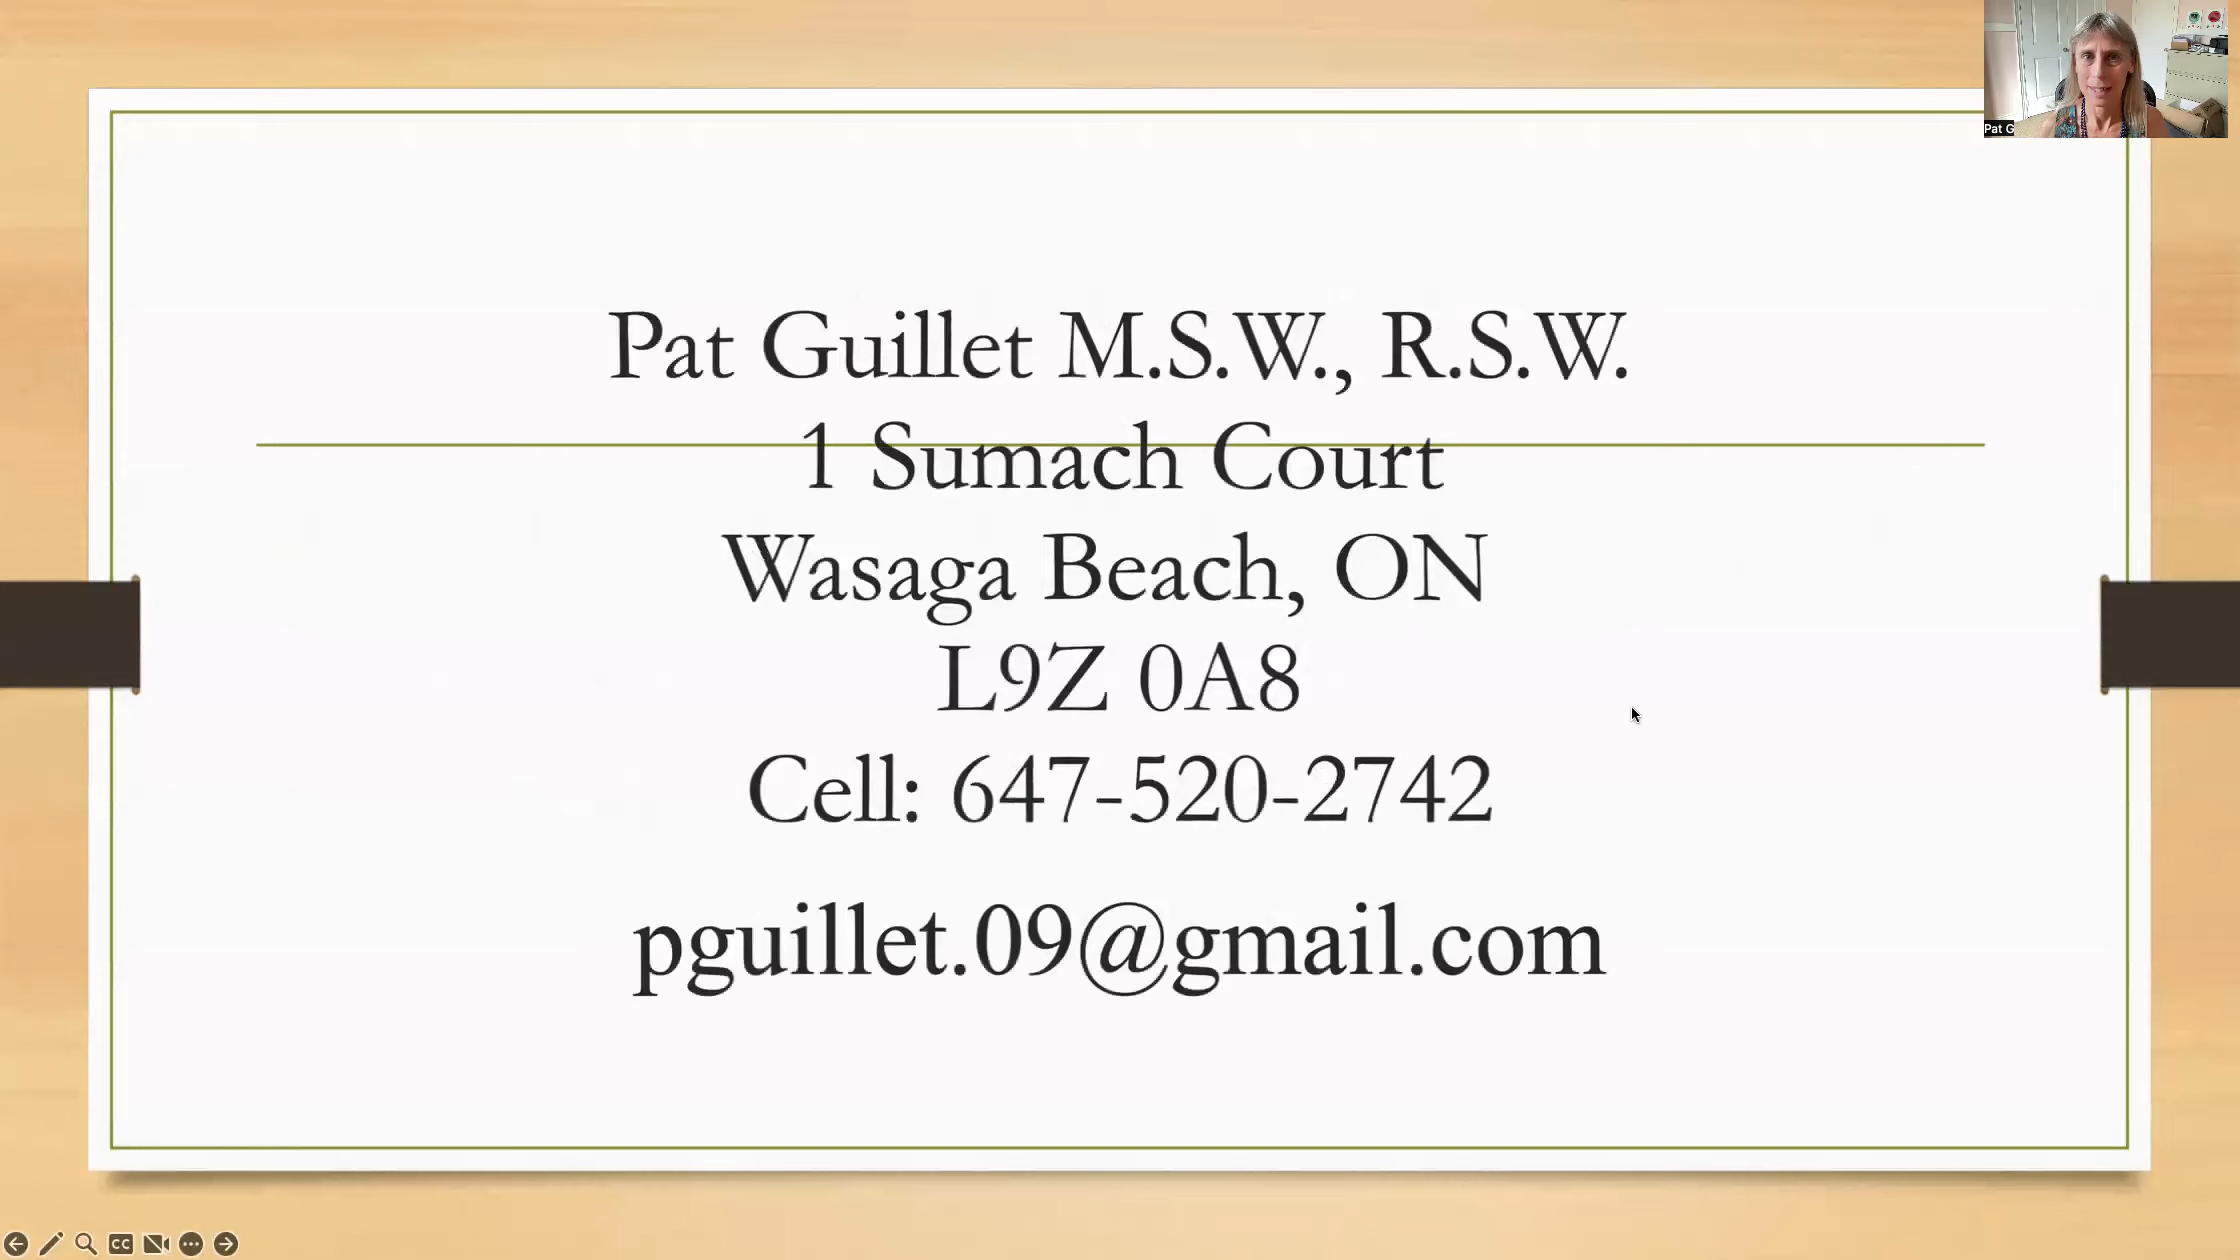 Pat G
Pat Guillet M.S.W., R.S.W.
1 Sumach Court
Wasaga Beach, ON
L9Z 0A8
Cell: 647-520-2742
pguillet.09@gmail.com
CC